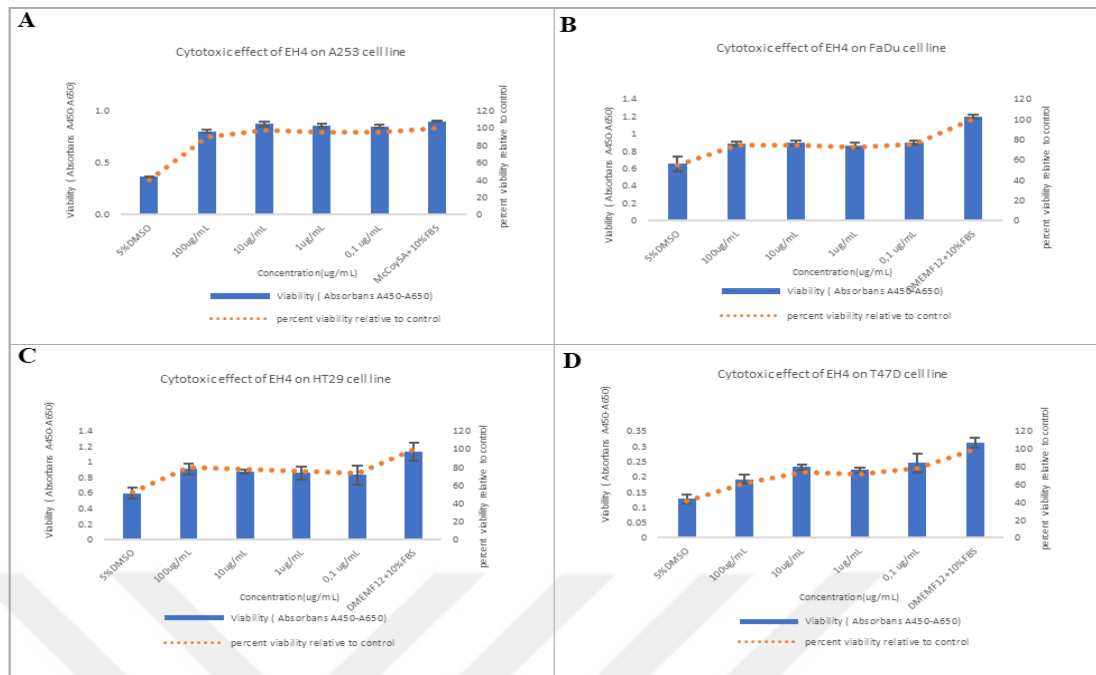 A
Cytotoxic effect of EH4 on A253 cell line
Viability ( Absorbans A450-A650)
1.0
0.5
0.0
120
100
80
60
40
20
0
percent viability relative to control
5%DMSO
100ug/mL
10ug/mL
1ug/mL
0,1 ug/mL
McCoy5A+10%FBS
Concentration(ug/mL)
Viability ( Absorbans A450-A650)
percent viability relative to control
B
Cytotoxic effect of EH4 on FaDu cell line
Viability ( Absorbans A450-A650)
1.4
1.2
1
0.8
0.6
0.4
0.2
0
120
100
80
60
40
20
0
percent viability relative to control
5%DMSO
100ug/mL
10ug/mL
1ug/mL
0,1 ug/mL
DMEMF12+10%FBS
Concentration(ug/mL)
Viability ( Absorbans A450-A650)
percent viability relative to control
C
Cytotoxic effect of EH4 on HT29 cell line
Viability ( Absorbans A450-A650)
1.4
1.2
1
0.8
0.6
0.4
0.2
0
120
100
80
60
40
20
0
percent viability relative to control
5%DMSO
100ug/mL
10ug/mL
1ug/mL
0,1 ug/mL
DMEMF12+10%FBS
Concentration(ug/mL)
Viability ( Absorbans A450-A650)
percent viability relative to control
D
Cytotoxic effect of EH4 on T47D cell line
Viability ( Absorbans A450-A650)
0.35
0.3
0.25
0.2
0.15
0.1
0.05
0
120
100
80
60
40
20
0
percent viability relative to control
5%DMSO
100ug/mL
10ug/mL
1ug/mL
0,1 ug/mL
DMEMF12+10%FBS
Concentration(ug/mL)
Viability ( Absorbans A450-A650)
percent viability relative to control